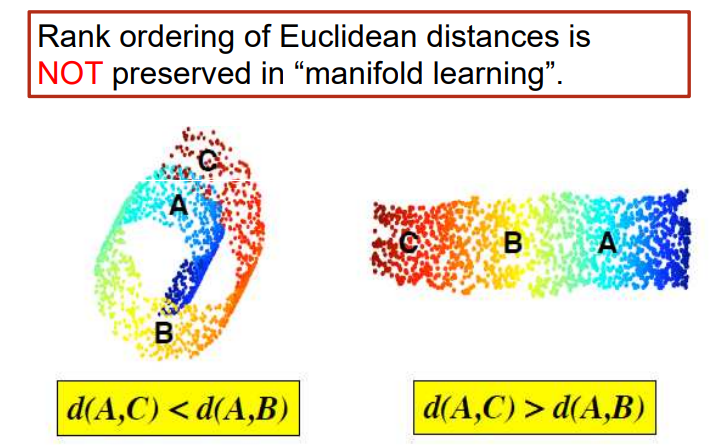 Rank ordering of Euclidean distances is
NOT preserved in “manifold learning”.
C
A
B
C B A
d(A,C) < d(A,B)
d(A,C) > d(A,B)